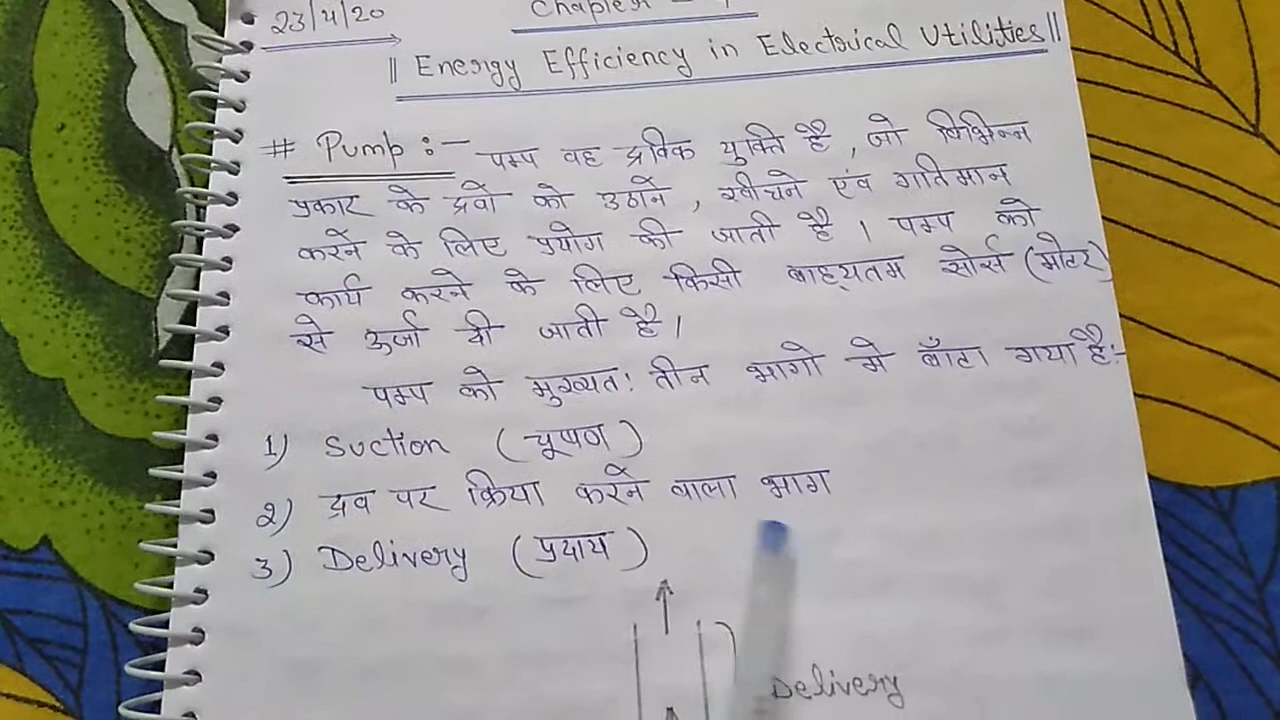 23/4/20
Chapter -
|| Energy Efficiency in Electrical Utilities ||
# Pump :- पम्प वह द्रविक युक्ति है , जो विभिन्न
प्रकार के द्रवों को उठाने , खींचने एवं गतिमान
करने के लिए प्रयोग की जाती है । पम्प को
कार्य करने के लिए किसी बाह्यतम सोर्स (मोटर)
से ऊर्जा दी जाती है ।
पम्प को मुख्यत: तीन भागो मे बाँटा गया है:-
1) Suction (चूषण)
2) द्रव पर क्रिया करने वाला भाग
3) Delivery (प्रदाय)
Delivery